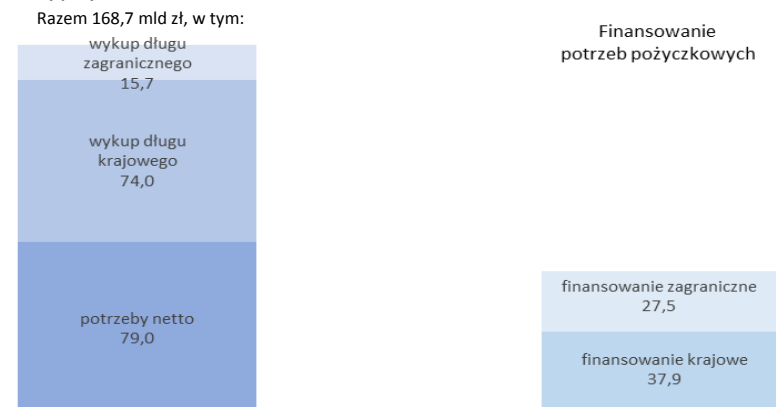 Razem 168,7 mld zł, w tym:
wykup długu
zagranicznego
15,7
wykup długu
krajowego
74,0
potrzeby netto
79,0
Finansowanie
potrzeb pożyczkowych
finansowanie zagraniczne
27,5
finansowanie krajowe
37,9